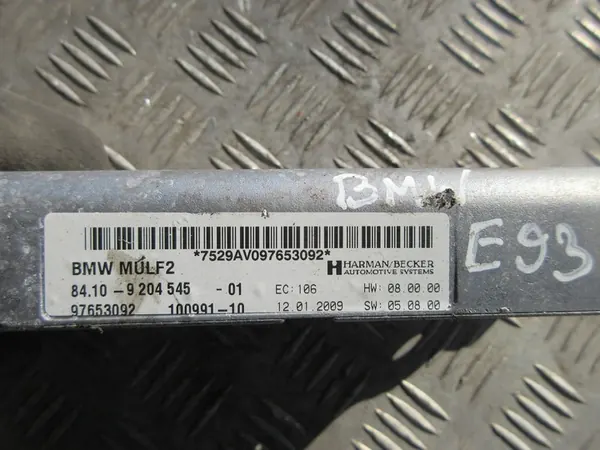 BMW
E93
*7529AV097653092*
BMW MULF2
HARMAN/BECKER
AUTOMOTIVE SYSTEMS
84.10 - 9 204 545 - 01 EC:106 HW: 08.00.00
97653092 100991-10 12.01.2009 SW: 05.08.00